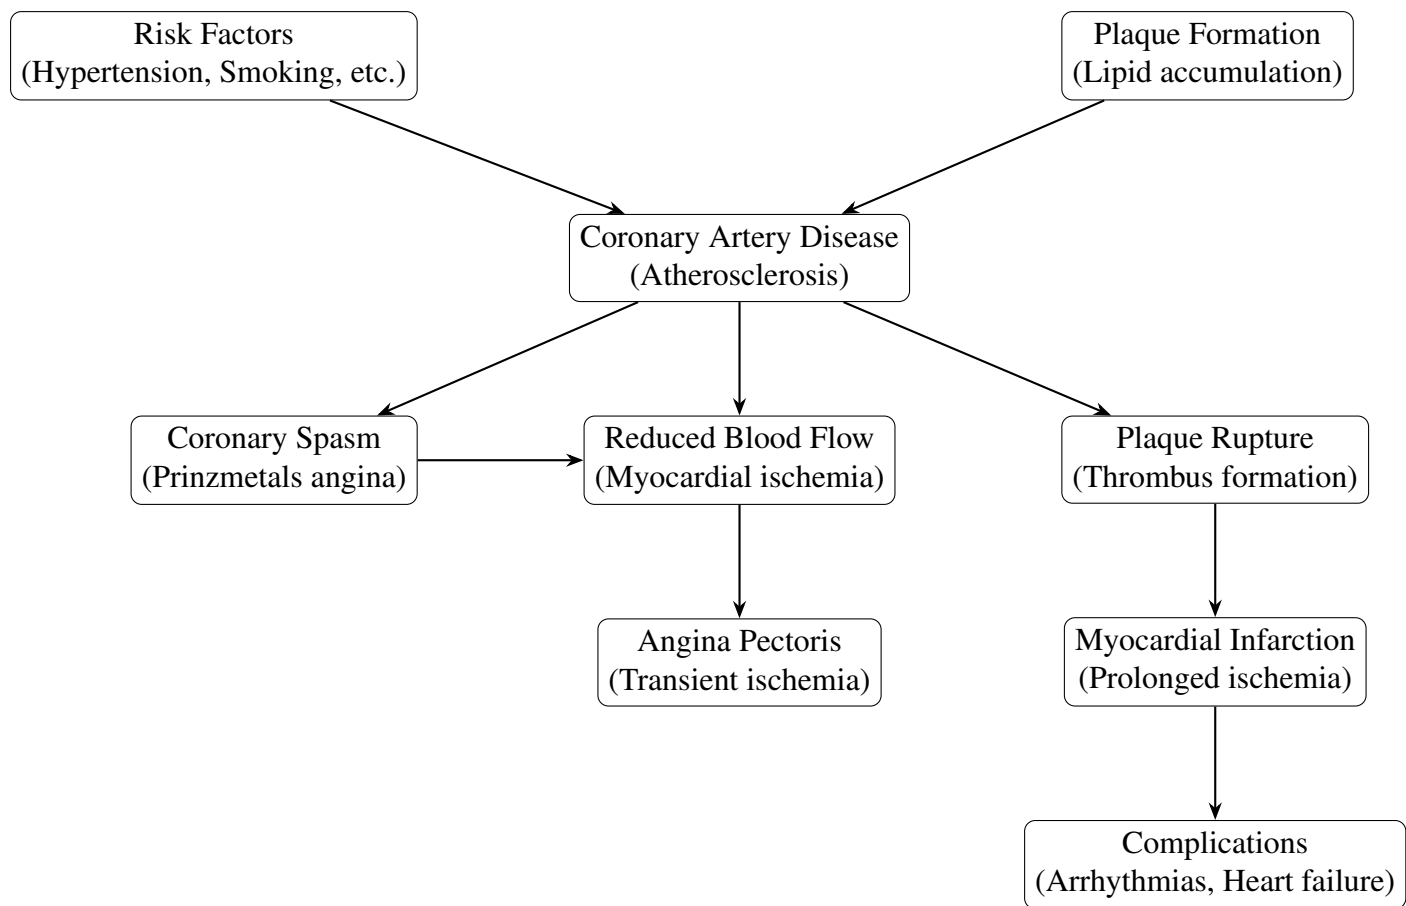 Risk Factors
(Hypertension, Smoking, etc.)
Plaque Formation
(Lipid accumulation)
Coronary Artery Disease
(Atherosclerosis)
Coronary Spasm
(Prinzmetals angina)
Reduced Blood Flow
(Myocardial ischemia)
Plaque Rupture
(Thrombus formation)
Angina Pectoris
(Transient ischemia)
Myocardial Infarction
(Prolonged ischemia)
Complications
(Arrhythmias, Heart failure)